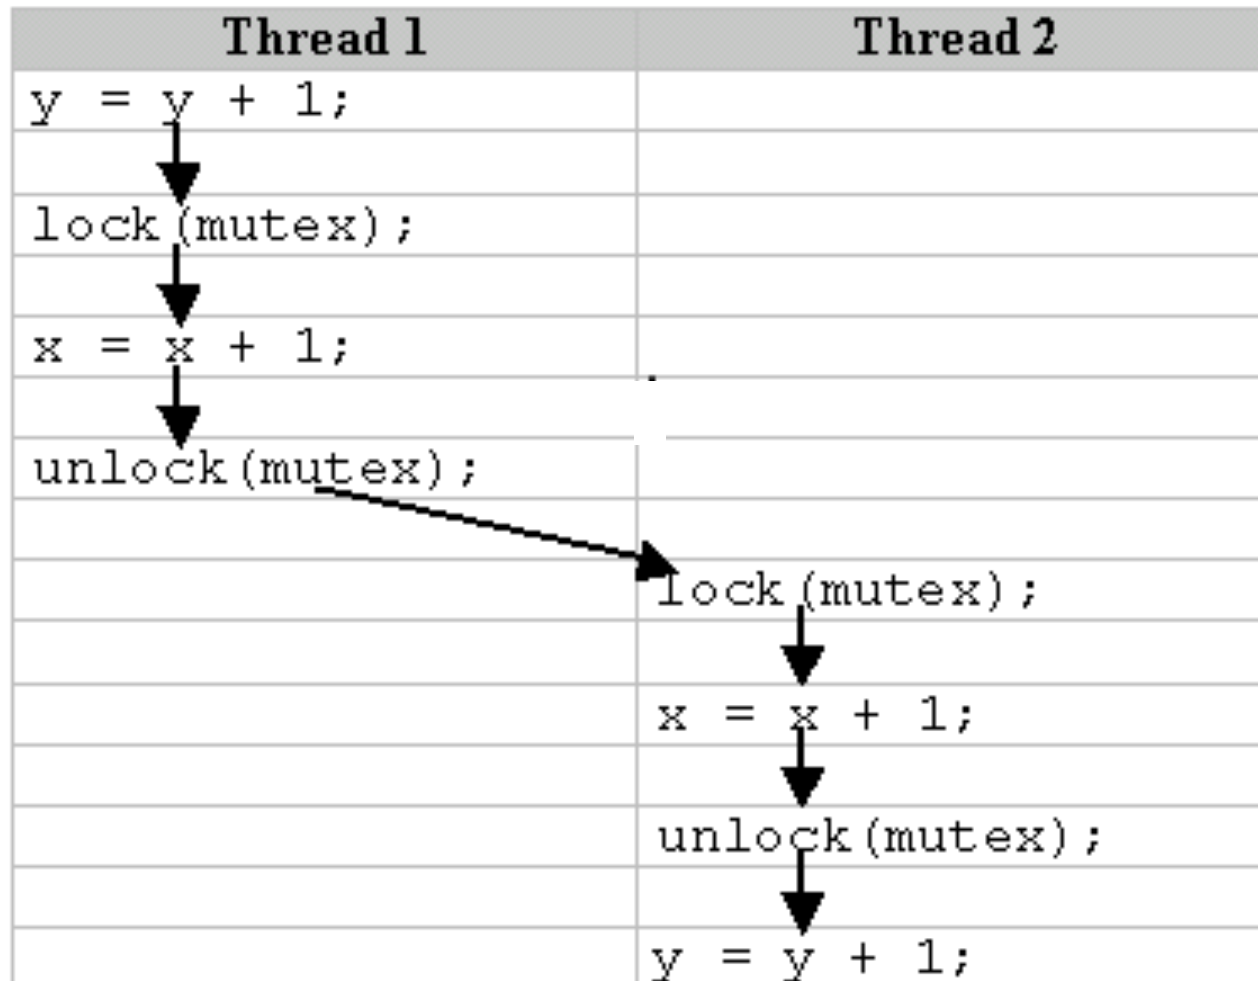 Thread 1 Thread 2
y = y + 1;
lock(mutex);
x = x + 1;
unlock(mutex);
lock(mutex);
x = x + 1;
unlock(mutex);
y = y + 1;